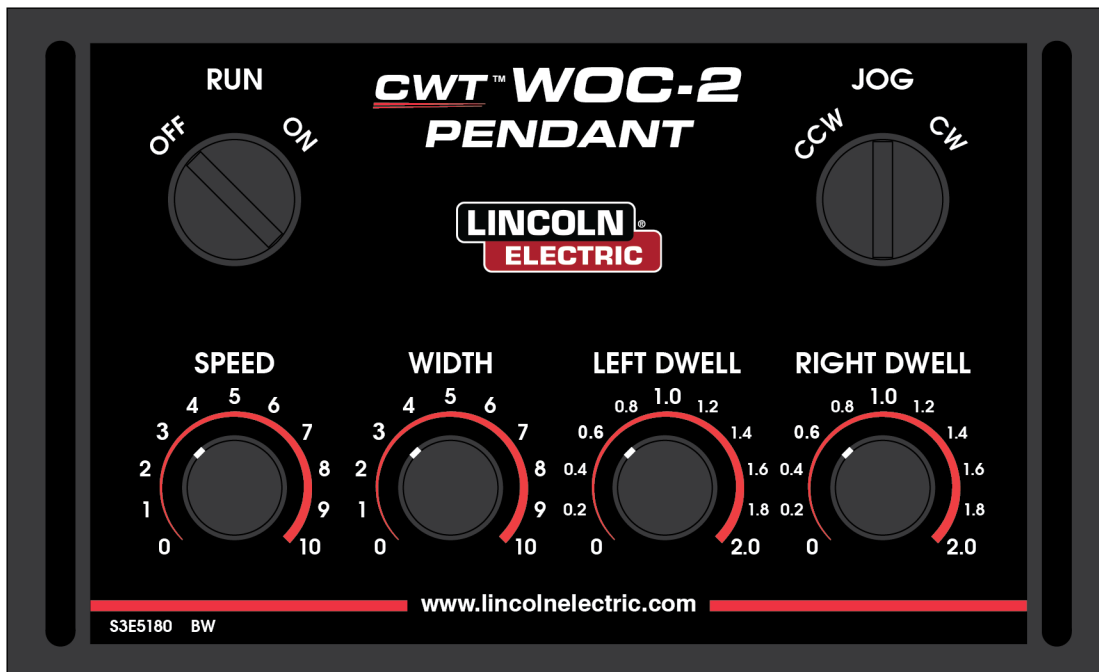 RUN
OFF
ON
CWT™ WOC-2
PENDANT
JOG
CCW
CW
LINCOLN®
ELECTRIC
SPEED
0 1 2 3 4 5 6 7 8 9 10
WIDTH
0 1 2 3 4 5 6 7 8 9 10
LEFT DWELL
0 0.2 0.4 0.6 0.8 1.0 1.2 1.4 1.6 1.8 2.0
RIGHT DWELL
0 0.2 0.4 0.6 0.8 1.0 1.2 1.4 1.6 1.8 2.0
www.lincolnelectric.com
S3E5180 BW